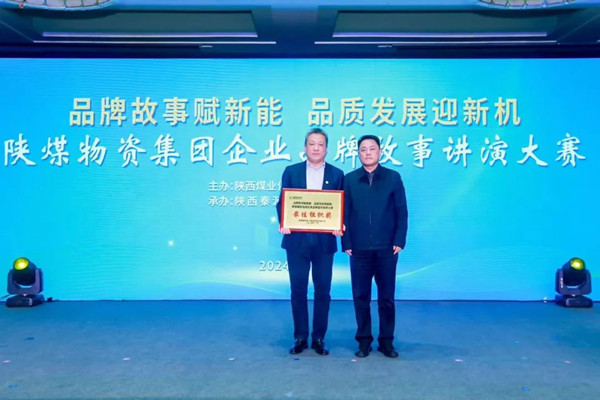 品牌故事赋新能 品质发展迎新机
陕煤物资集团企业品牌故事讲演大赛
主办:陕西煤业
承办:陕西秦
最佳组织奖
2024